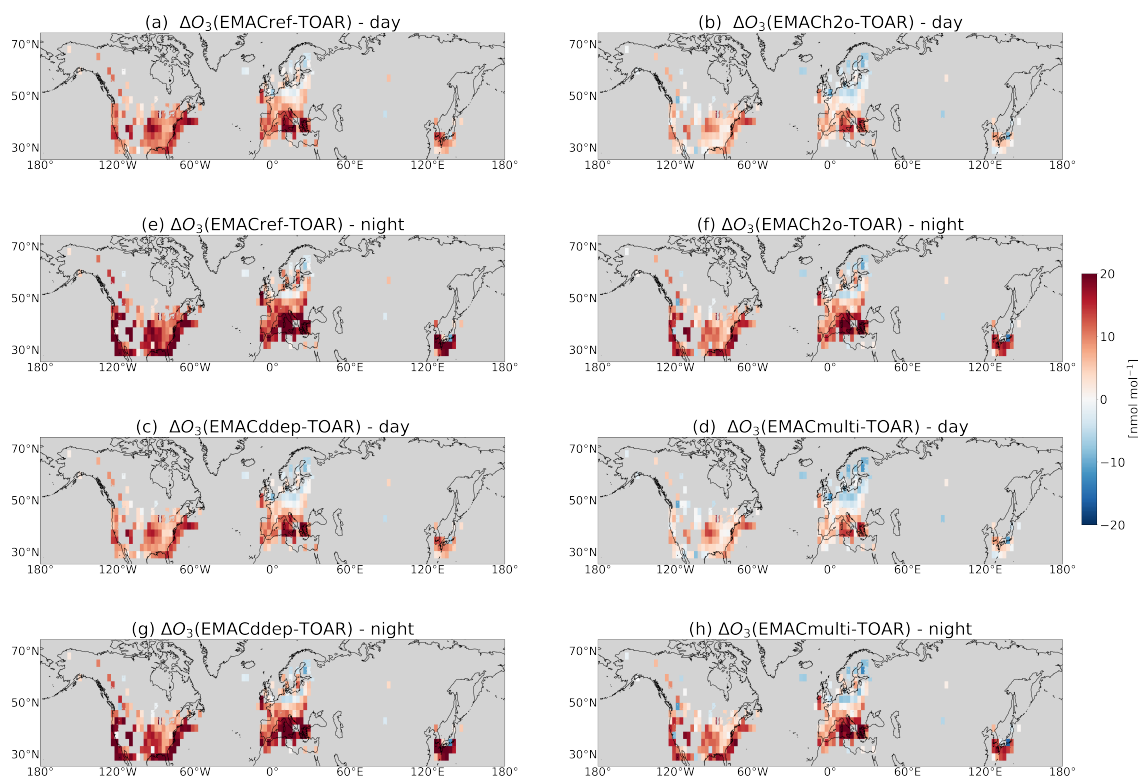 (a) ΔO₃(EMACref-TOAR) - day
70°N
50°N
30°N
180° 120°W 60°W 0° 60°E 120°E 180°
(b) ΔO₃(EMACh2o-TOAR) - day
70°N
50°N
30°N
180° 120°W 60°W 0° 60°E 120°E 180°
(e) ΔO₃(EMACref-TOAR) - night
70°N
50°N
30°N
180° 120°W 60°W 0° 60°E 120°E 180°
(f) ΔO₃(EMACh2o-TOAR) - night
70°N
50°N
30°N
180° 120°W 60°W 0° 60°E 120°E 180°
(c) ΔO₃(EMACddep-TOAR) - day
70°N
50°N
30°N
180° 120°W 60°W 0° 60°E 120°E 180°
(d) ΔO₃(EMACmulti-TOAR) - day
70°N
50°N
30°N
180° 120°W 60°W 0° 60°E 120°E 180°
(g) ΔO₃(EMACddep-TOAR) - night
70°N
50°N
30°N
180° 120°W 60°W 0° 60°E 120°E 180°
(h) ΔO₃(EMACmulti-TOAR) - night
70°N
50°N
30°N
180° 120°W 60°W 0° 60°E 120°E 180°
20
10
0
−10
−20
[nmol mol⁻¹]